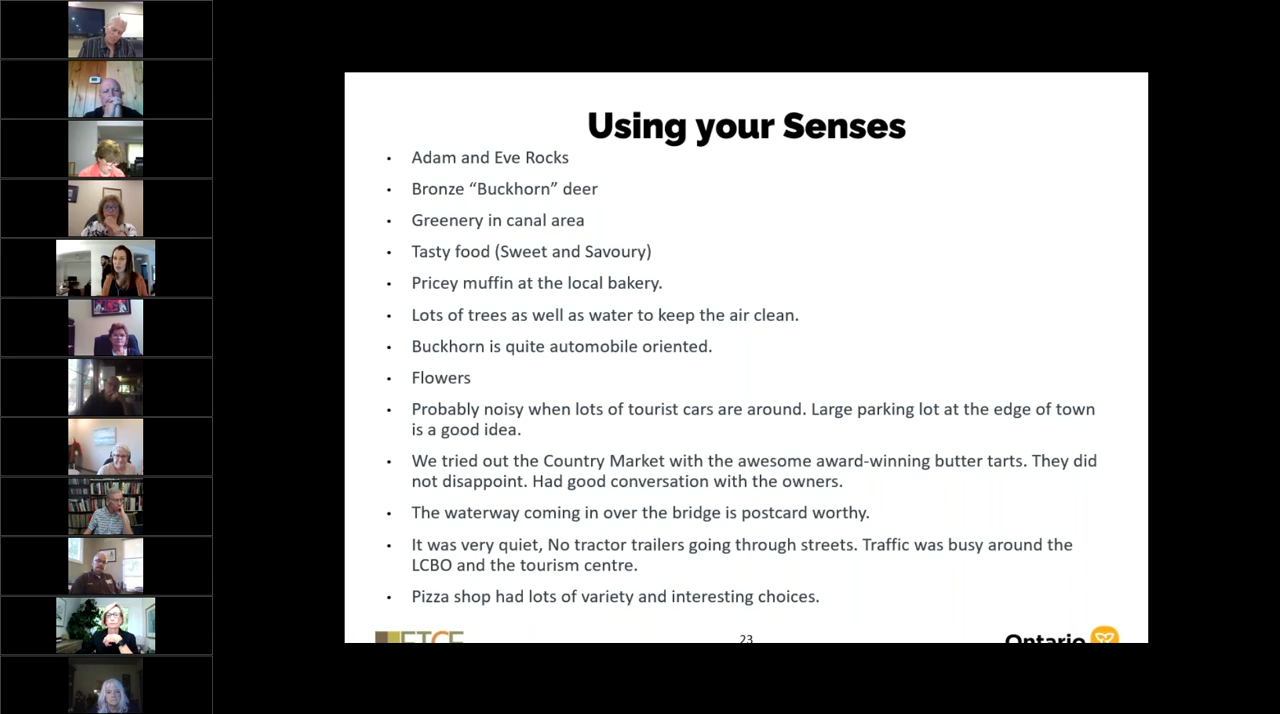 Using your Senses
• Adam and Eve Rocks
• Bronze “Buckhorn” deer
• Greenery in canal area
• Tasty food (Sweet and Savoury)
• Pricey muffin at the local bakery.
• Lots of trees as well as water to keep the air clean.
• Buckhorn is quite automobile oriented.
• Flowers
• Probably noisy when lots of tourist cars are around. Large parking lot at the edge of town
is a good idea.
• We tried out the Country Market with the awesome award-winning butter tarts. They did
not disappoint. Had good conversation with the owners.
• The waterway coming in over the bridge is postcard worthy.
• It was very quiet, No tractor trailers going through streets. Traffic was busy around the
LCBO and the tourism centre.
• Pizza shop had lots of variety and interesting choices.
23
Ontario